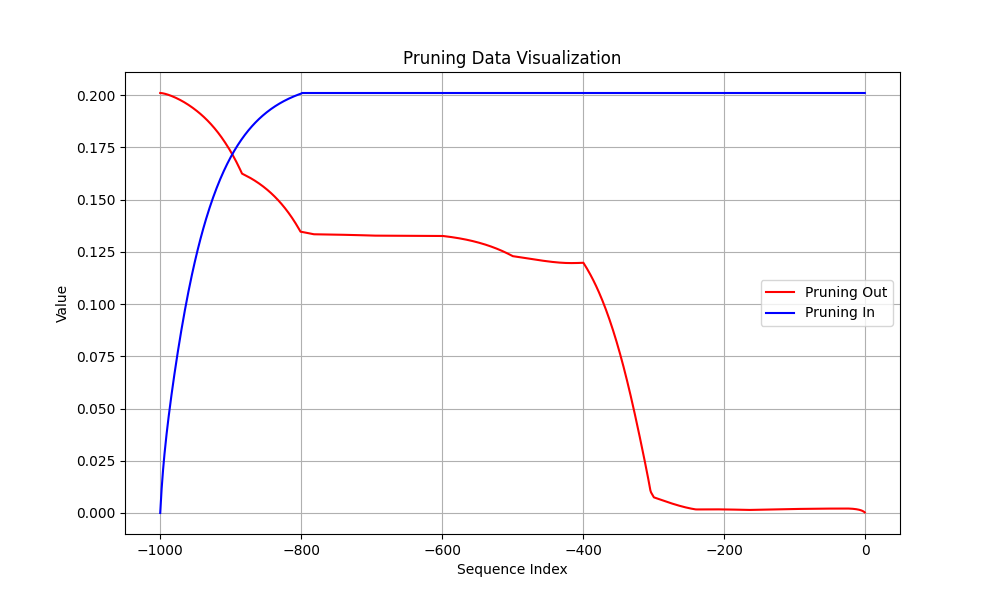 Pruning Data Visualization
0.200
0.175
0.150
0.125
0.100
0.075
0.050
0.025
0.000
Value
Pruning Out
Pruning In
−1000 −800 −600 −400 −200 0
Sequence Index